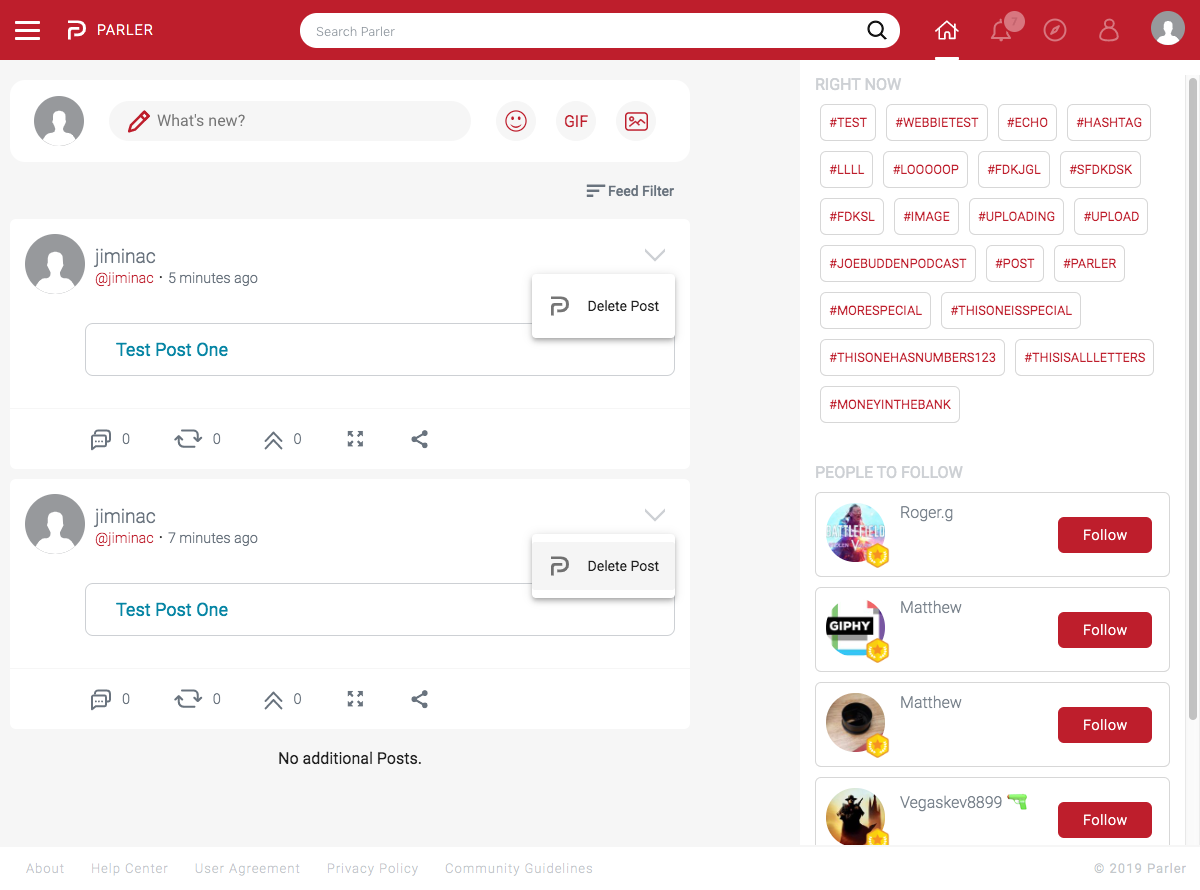 PARLER
Search Parler
7
What's new?
GIF
Feed Filter
jiminac
@jiminac · 5 minutes ago
Delete Post
Test Post One
0 0 0
jiminac
@jiminac · 7 minutes ago
Delete Post
Test Post One
0 0 0
No additional Posts.
RIGHT NOW
#TEST #WEBBIETEST #ECHO #HASHTAG
#LLLL #LOOOOOP #FDKJGL #SFDKDSK
#FDKSL #IMAGE #UPLOADING #UPLOAD
#JOEBUDDENPODCAST #POST #PARLER
#MORESPECIAL #THISONEISSPECIAL
#THISONEHASNUMBERS123 #THISISALLLETTERS
#MONEYINTHEBANK
PEOPLE TO FOLLOW
Roger.g
BATTLEFIELD
Follow
Matthew
GIPHY
Follow
Matthew
Follow
Vegaskev8899 🔫
Follow
About Help Center User Agreement Privacy Policy Community Guidelines © 2019 Parler